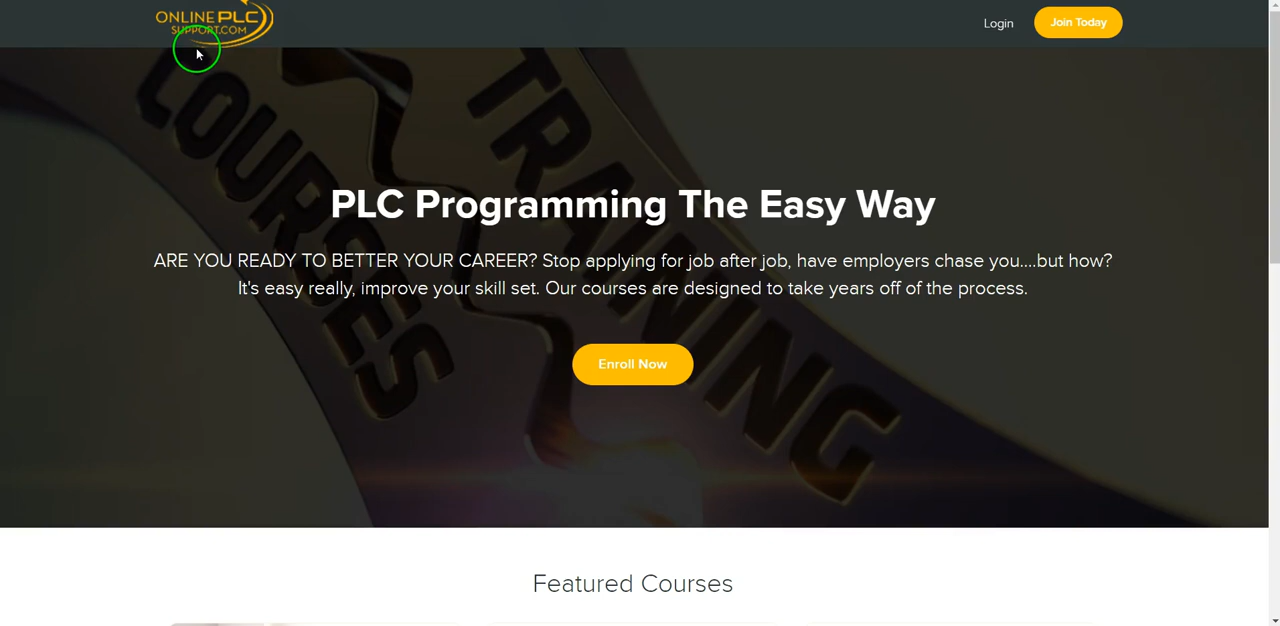 ONLINE PLC
SUPPORT.COM
Login
Join Today
COURSES
TRAINING
PLC Programming The Easy Way
ARE YOU READY TO BETTER YOUR CAREER? Stop applying for job after job, have employers chase you....but how?
It's easy really, improve your skill set. Our courses are designed to take years off of the process.
Enroll Now
Featured Courses